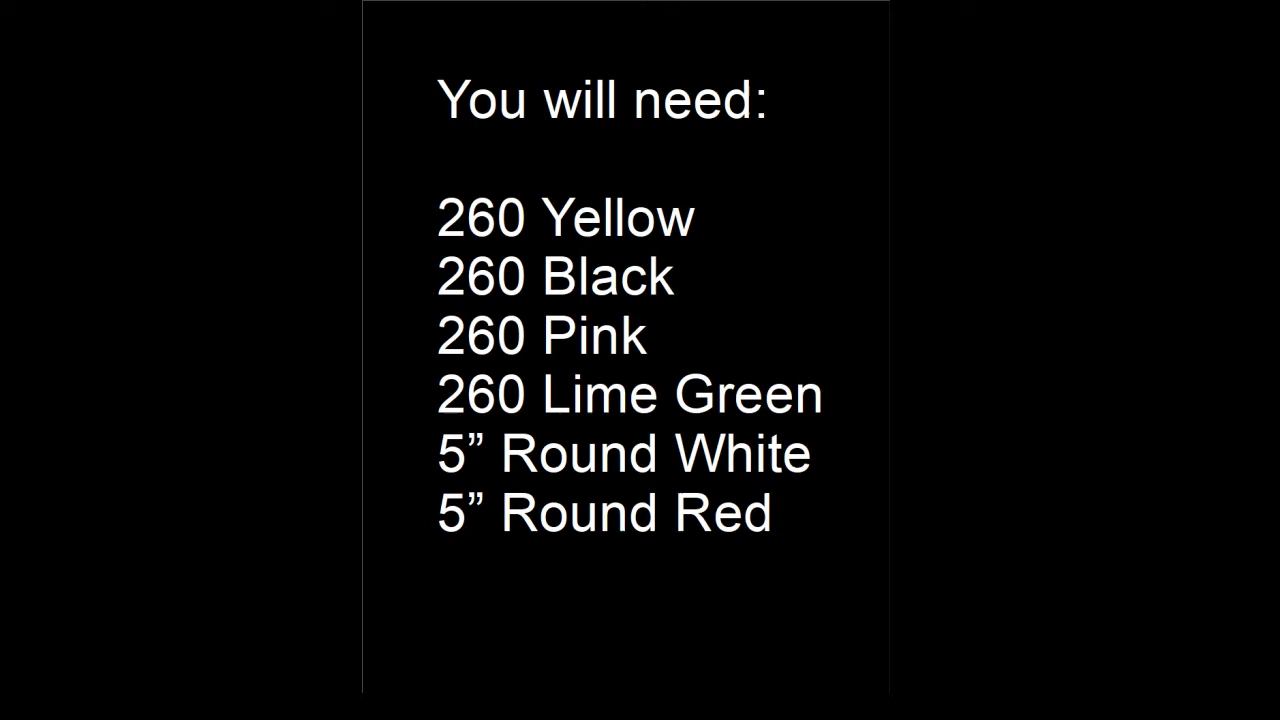 You will need:
260 Yellow
260 Black
260 Pink
260 Lime Green
5” Round White
5” Round Red